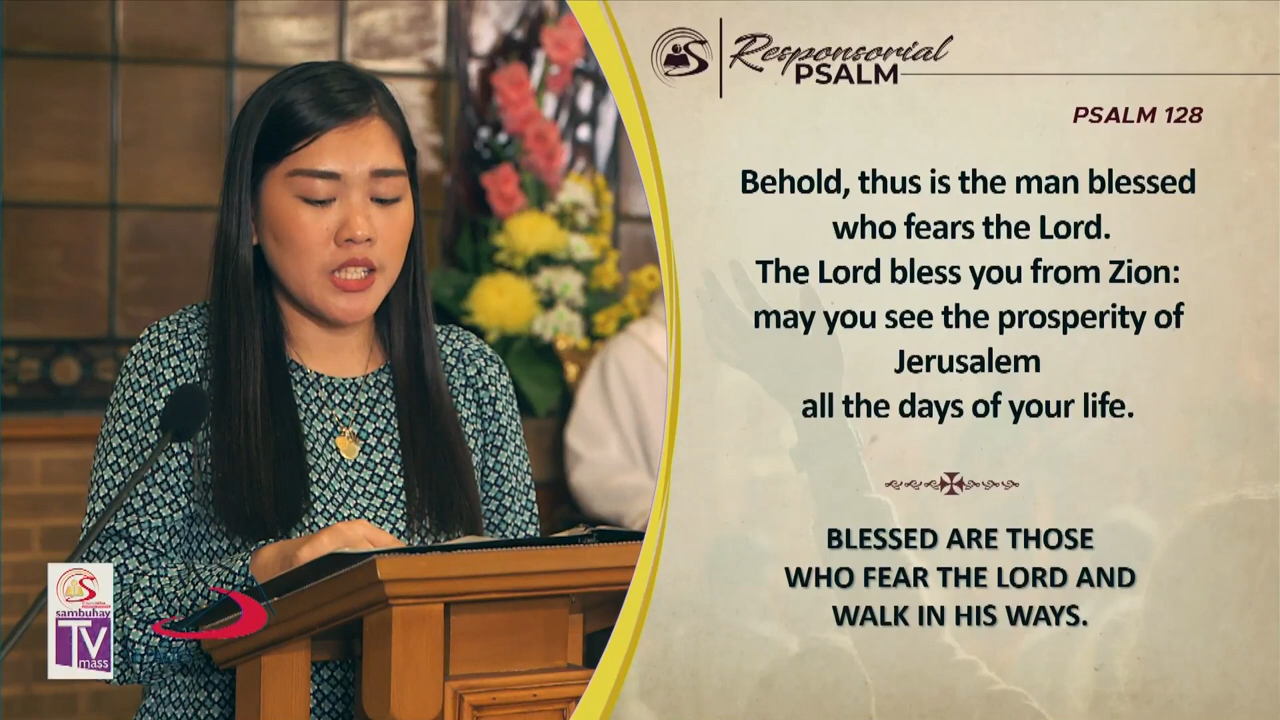 Responsorial
PSALM
PSALM 128
Behold, thus is the man blessed
who fears the Lord.
The Lord bless you from Zion:
may you see the prosperity of
Jerusalem
all the days of your life.
BLESSED ARE THOSE
WHO FEAR THE LORD AND
WALK IN HIS WAYS.
sambuhay
TV
mass